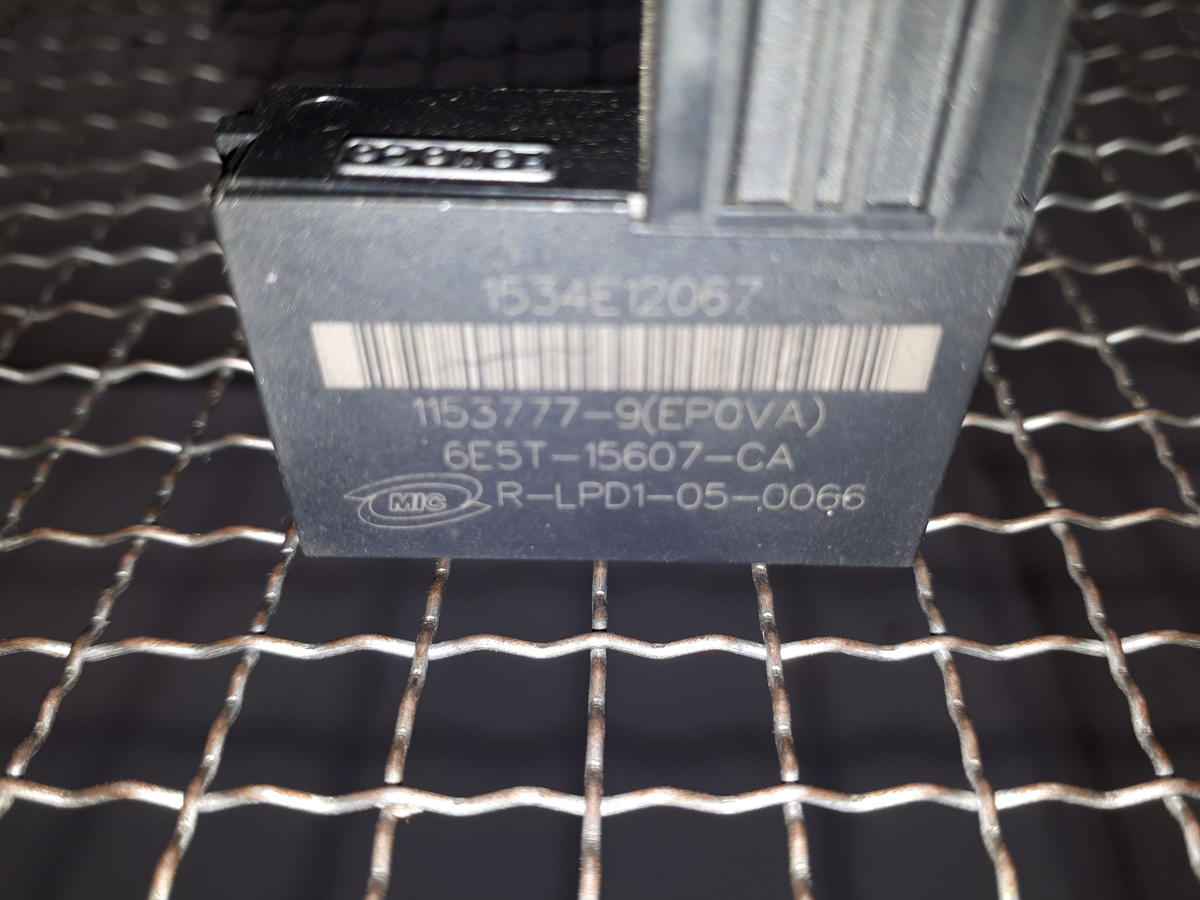 1534E12067
1153777-9(EP0VA)
6E5T-15607-CA
MIC R-LPD1-05-0066